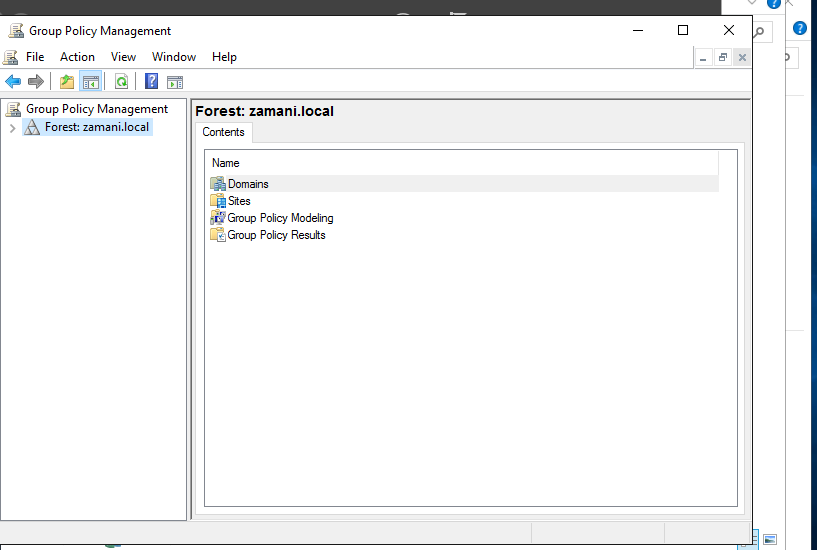 Group Policy Management
File Action View Window Help
Group Policy Management
Forest: zamani.local
Forest: zamani.local
Contents
Name
Domains
Sites
Group Policy Modeling
Group Policy Results